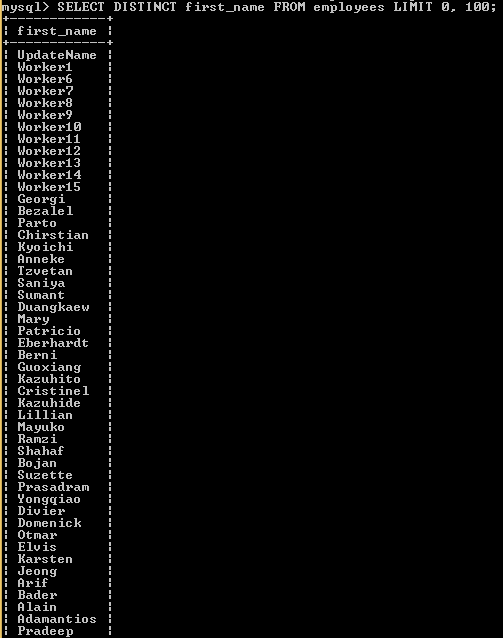 mysql> SELECT DISTINCT first_name FROM employees LIMIT 0, 100;
+-------------+
¦ first_name ¦
+-------------+
¦ UpdateName ¦
¦ Worker1 ¦
¦ Worker6 ¦
¦ Worker7 ¦
¦ Worker8 ¦
¦ Worker9 ¦
¦ Worker10 ¦
¦ Worker11 ¦
¦ Worker12 ¦
¦ Worker13 ¦
¦ Worker14 ¦
¦ Worker15 ¦
¦ Georgi ¦
¦ Bezalel ¦
¦ Parto ¦
¦ Chirstian ¦
¦ Kyoichi ¦
¦ Anneke ¦
¦ Tzvetan ¦
¦ Saniya ¦
¦ Sumant ¦
¦ Duangkaew ¦
¦ Mary ¦
¦ Patricio ¦
¦ Eberhardt ¦
¦ Berni ¦
¦ Guoxiang ¦
¦ Kazuhito ¦
¦ Cristinel ¦
¦ Kazuhide ¦
¦ Lillian ¦
¦ Mayuko ¦
¦ Ramzi ¦
¦ Shahaf ¦
¦ Bojan ¦
¦ Suzette ¦
¦ Prasadram ¦
¦ Yongqiao ¦
¦ Divier ¦
¦ Domenick ¦
¦ Otmar ¦
¦ Elvis ¦
¦ Karsten ¦
¦ Jeong ¦
¦ Arif ¦
¦ Bader ¦
¦ Alain ¦
¦ Adamantios ¦
¦ Pradeep ¦